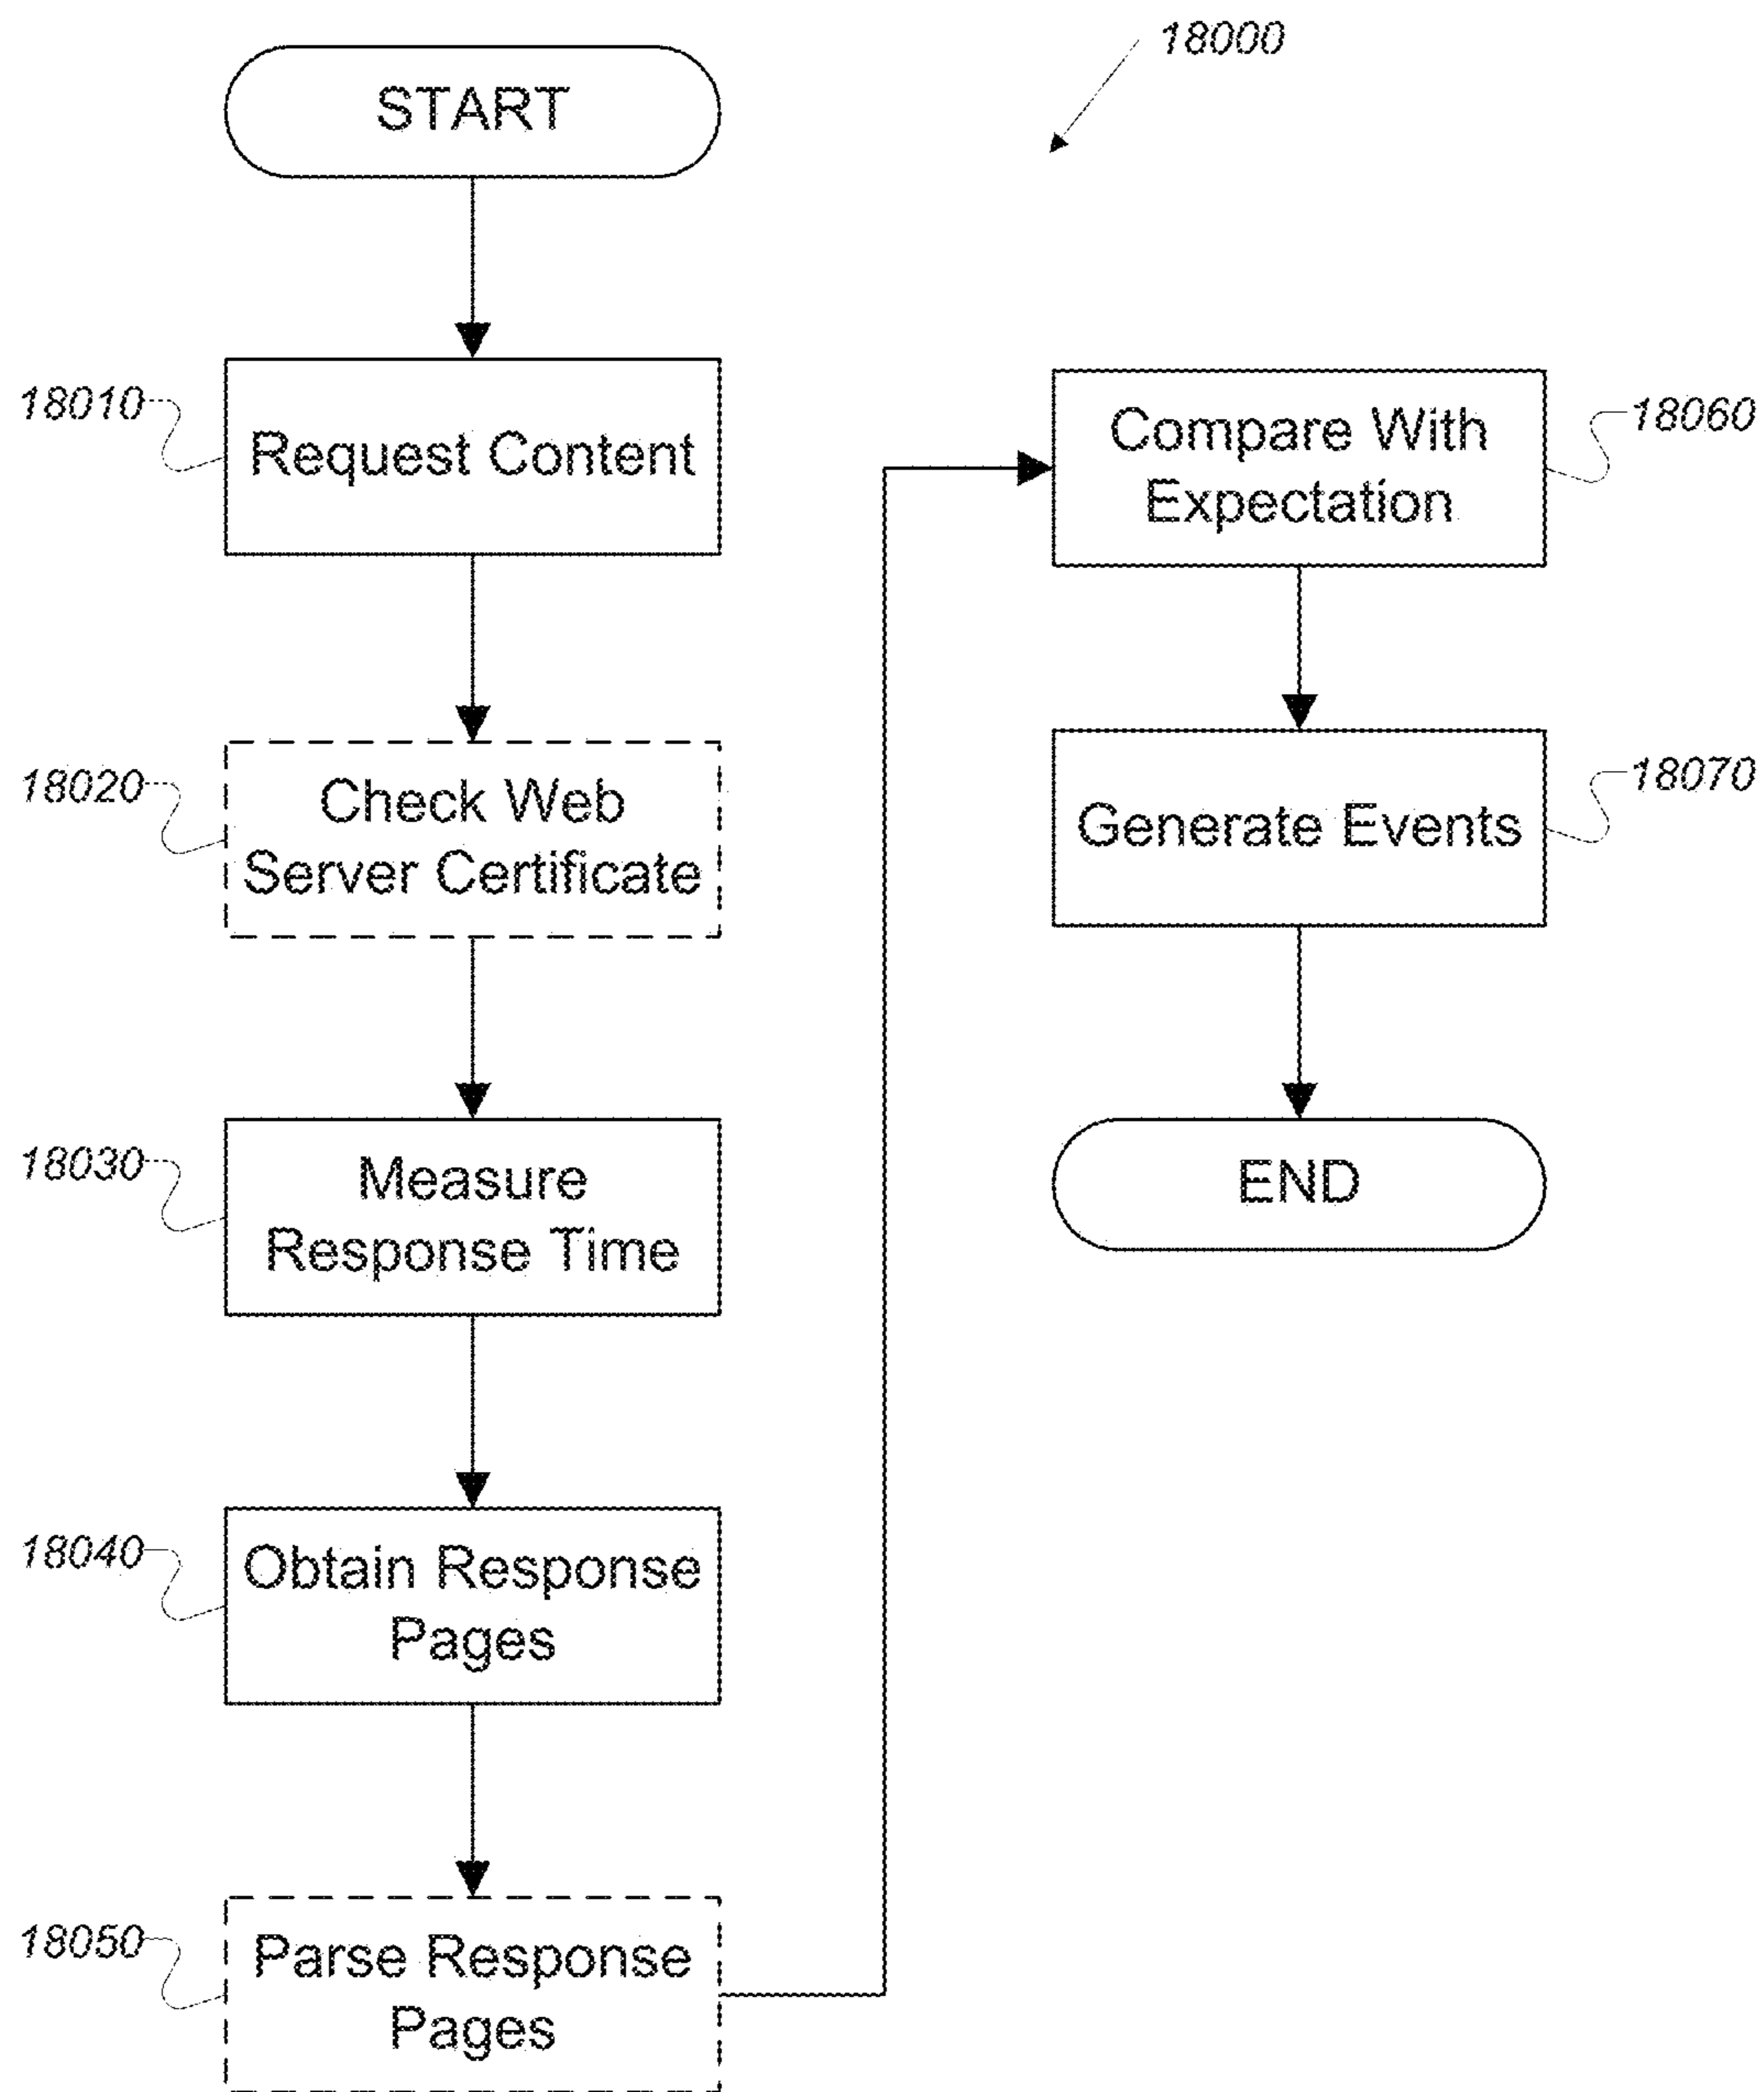 18000
START
18010
Request Content
18020
Check Web
Server Certificate
18030
Measure
Response Time
18040
Obtain Response
Pages
18050
Parse Response
Pages
Compare With
Expectation
18060
Generate Events
18070
END